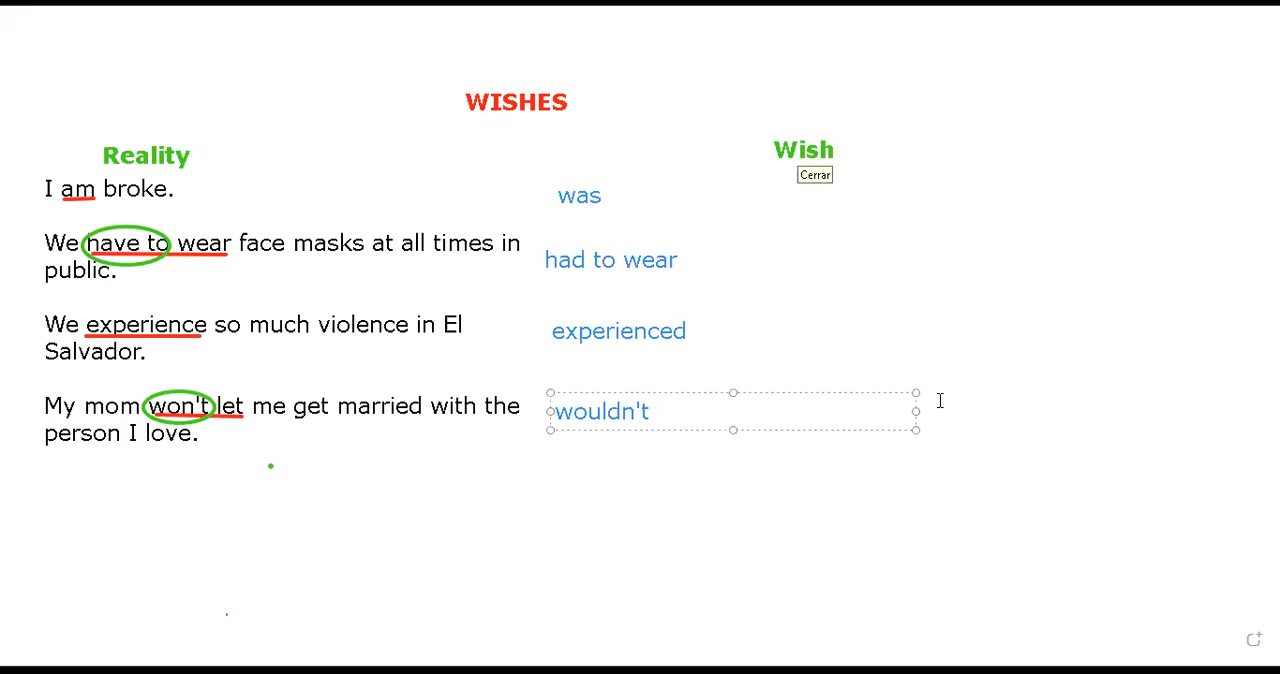 WISHES
Reality
Wish
Cerrar
I am broke.
was
We have to wear face masks at all times in
public.
had to wear
We experience so much violence in El
Salvador.
experienced
My mom won't let me get married with the
person I love.
wouldn't